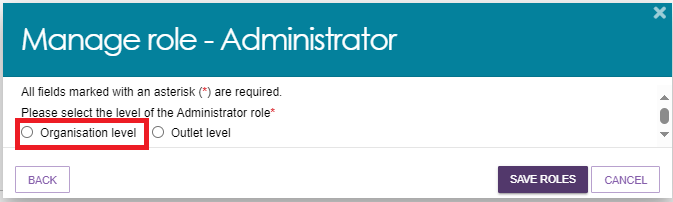 Manage role - Administrator
All fields marked with an asterisk (*) are required.
Please select the level of the Administrator role*
Organisation level Outlet level
BACK SAVE ROLES CANCEL